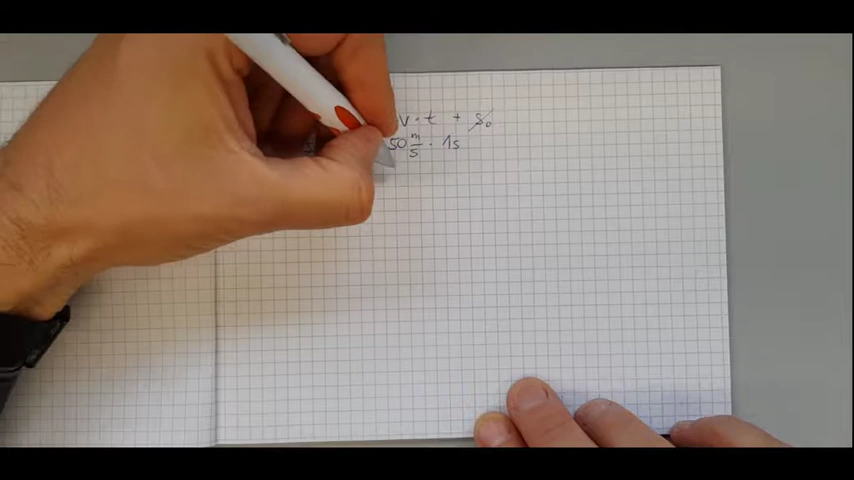 v · t + s₀
50 m/s · 1s